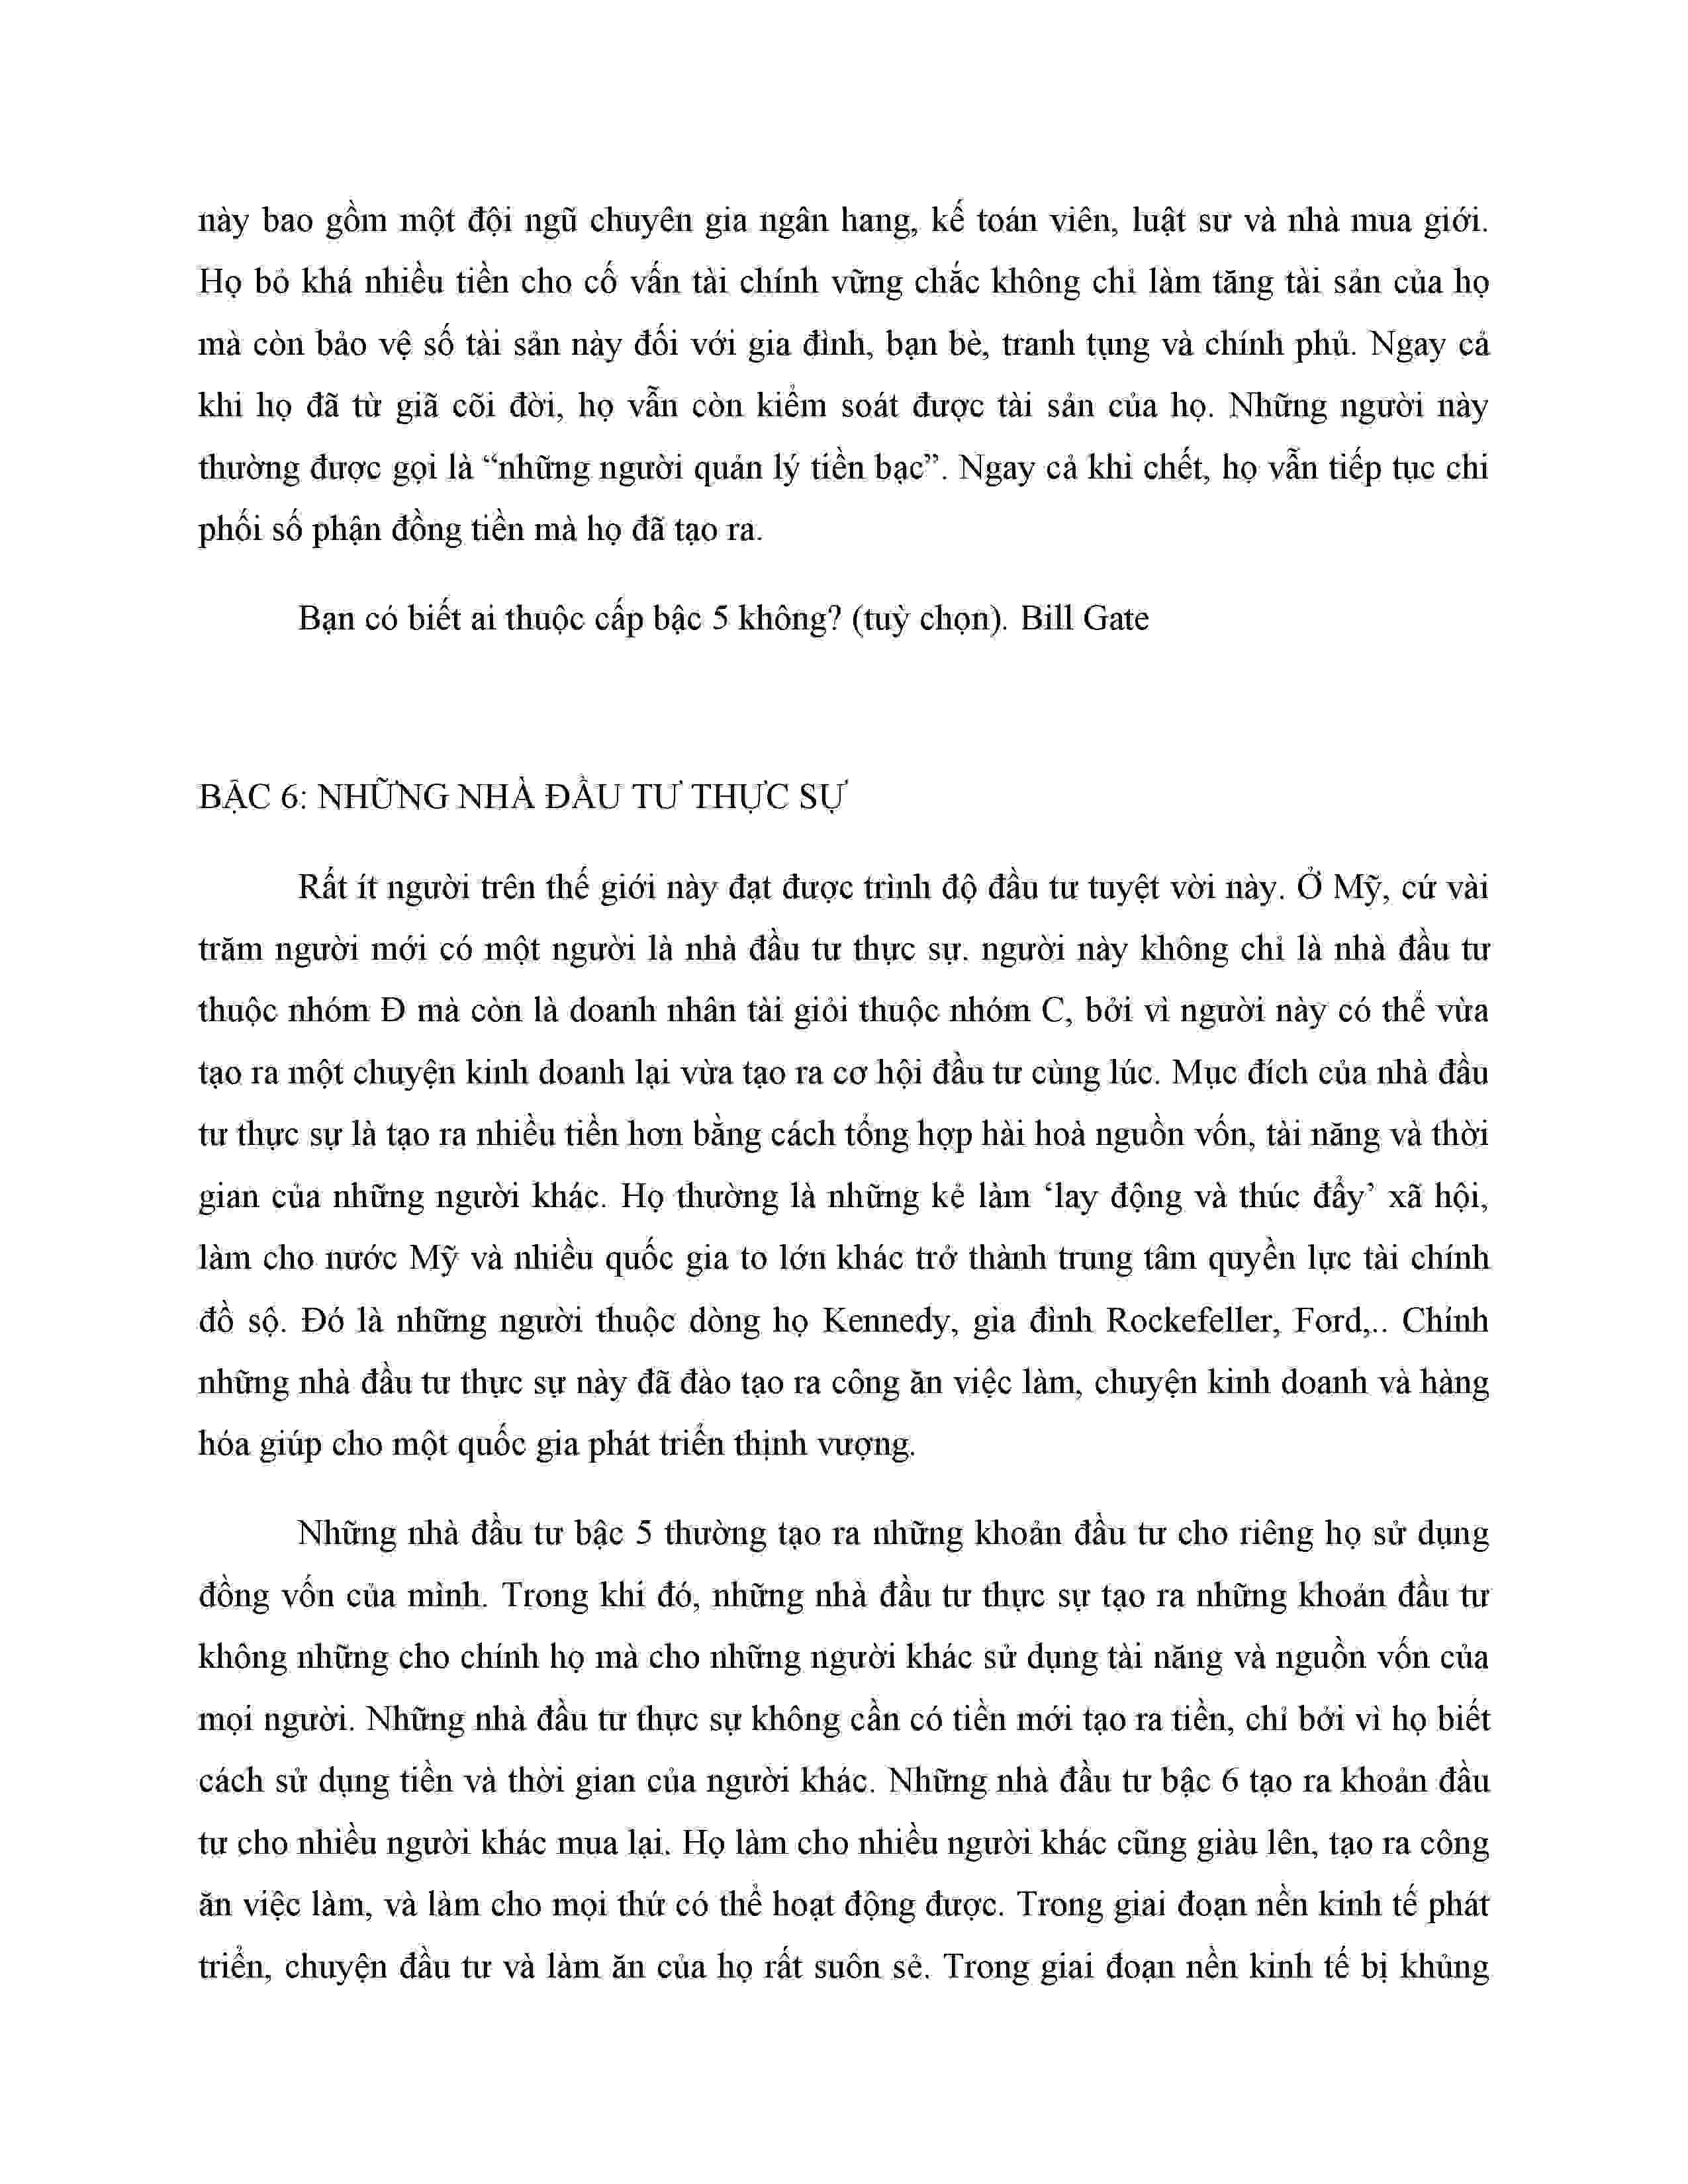 này bao gồm một đội ngũ chuyên gia ngân hang, kế toán viên, luật sư và nhà mua giới.
Họ bỏ khá nhiều tiền cho cố vấn tài chính vững chắc không chỉ làm tăng tài sản của họ
mà còn bảo vệ số tài sản này đối với gia đình, bạn bè, tranh tụng và chính phủ. Ngay cả
khi họ đã từ giã cõi đời, họ vẫn còn kiểm soát được tài sản của họ. Những người này
thường được gọi là “những người quản lý tiền bạc”. Ngay cả khi chết, họ vẫn tiếp tục chi
phối số phận đồng tiền mà họ đã tạo ra.
Bạn có biết ai thuộc cấp bậc 5 không? (tuỳ chọn). Bill Gate
BẬC 6: NHỮNG NHÀ ĐẦU TƯ THỰC SỰ
Rất ít người trên thế giới này đạt được trình độ đầu tư tuyệt vời này. Ở Mỹ, cứ vài
trăm người mới có một người là nhà đầu tư thực sự. người này không chỉ là nhà đầu tư
thuộc nhóm Đ mà còn là doanh nhân tài giỏi thuộc nhóm C, bởi vì người này có thể vừa
tạo ra một chuyện kinh doanh lại vừa tạo ra cơ hội đầu tư cùng lúc. Mục đích của nhà đầu
tư thực sự là tạo ra nhiều tiền hơn bằng cách tổng hợp hài hoà nguồn vốn, tài năng và thời
gian của những người khác. Họ thường là những kẻ làm ‘lay động và thúc đẩy’ xã hội,
làm cho nước Mỹ và nhiều quốc gia to lớn khác trở thành trung tâm quyền lực tài chính
đồ sộ. Đó là những người thuộc dòng họ Kennedy, gia đình Rockefeller, Ford,.. Chính
những nhà đầu tư thực sự này đã đào tạo ra công ăn việc làm, chuyện kinh doanh và hàng
hóa giúp cho một quốc gia phát triển thịnh vượng.
Những nhà đầu tư bậc 5 thường tạo ra những khoản đầu tư cho riêng họ sử dụng
đồng vốn của mình. Trong khi đó, những nhà đầu tư thực sự tạo ra những khoản đầu tư
không những cho chính họ mà cho những người khác sử dụng tài năng và nguồn vốn của
mọi người. Những nhà đầu tư thực sự không cần có tiền mới tạo ra tiền, chỉ bởi vì họ biết
cách sử dụng tiền và thời gian của người khác. Những nhà đầu tư bậc 6 tạo ra khoản đầu
tư cho nhiều người khác mua lại. Họ làm cho nhiều người khác cũng giàu lên, tạo ra công
ăn việc làm, và làm cho mọi thứ có thể hoạt động được. Trong giai đoạn nền kinh tế phát
triển, chuyện đầu tư và làm ăn của họ rất suôn sẻ. Trong giai đoạn nền kinh tế bị khủng